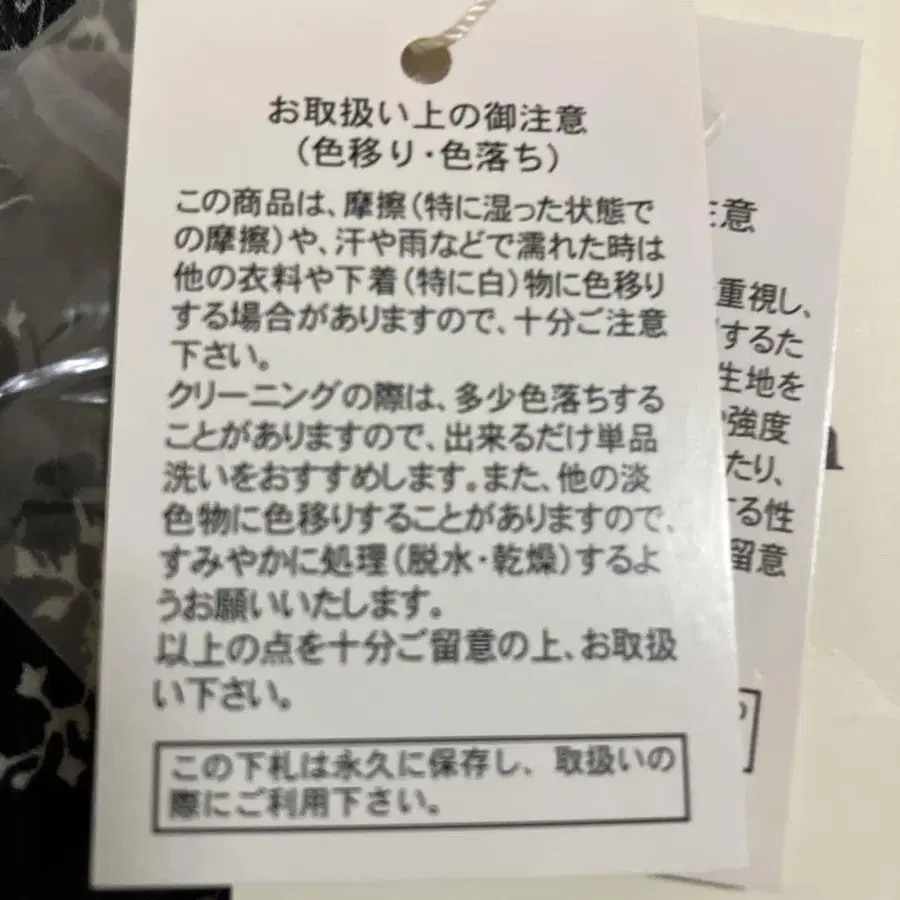 お取扱い上の御注意
(色移り・色落ち)
この商品は、摩擦(特に湿った状態で
の摩擦)や、汗や雨などで濡れた時は
他の衣料や下着(特に白)物に色移り
する場合がありますので、十分ご注意
下さい。
クリーニングの際は、多少色落ちする
ことがありますので、出来るだけ単品
洗いをおすすめします。また、他の淡
色物に色移りすることがありますので、
すみやかに処理(脱水・乾燥)するよ
うお願いいたします。
以上の点を十分ご留意の上、お取扱
い下さい。
この下札は永久に保存し、取扱いの
際にご利用下さい。
注意
重視し、
するた
生地を
強度
たり、
する性
留意